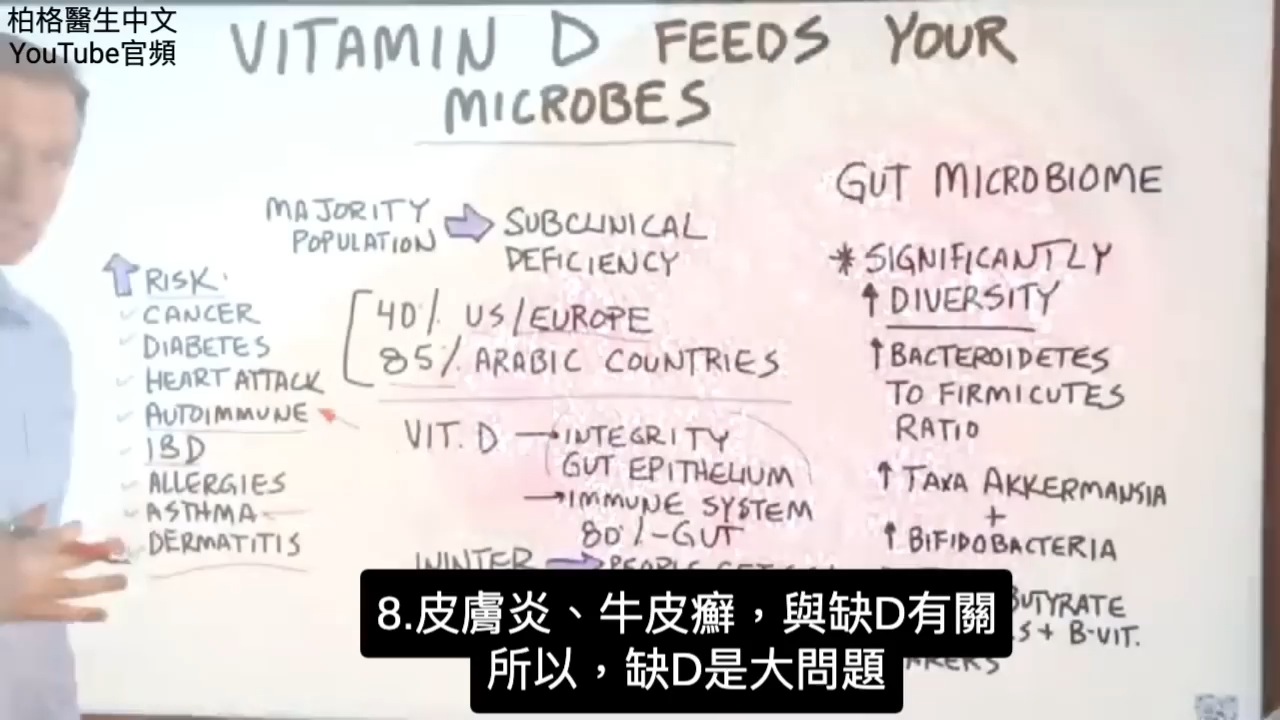 柏格醫生中文
YouTube官頻
VITAMIN D FEEDS YOUR
MICROBES
MAJORITY
POPULATION
SUBCLINICAL
DEFICIENCY
↑ RISK
CANCER
DIABETES
HEART ATTACK
AUTOIMMUNE
IBD
ALLERGIES
ASTHMA
DERMATITIS
40% US/EUROPE
85% ARABIC COUNTRIES
VIT. D → INTEGRITY
GUT EPITHELIUM
→ IMMUNE SYSTEM
80%-GUT
WINTER
GUT MICROBIOME
* SIGNIFICANTLY
↑ DIVERSITY
↑ BACTEROIDETES
TO FIRMICUTES
RATIO
↑ TAXA AKKERMANSIA
+
↑ BIFIDOBACTERIA
BUTYRATE
+ B-VIT.
8.皮膚炎、牛皮癬，與缺D有關
所以，缺D是大問題